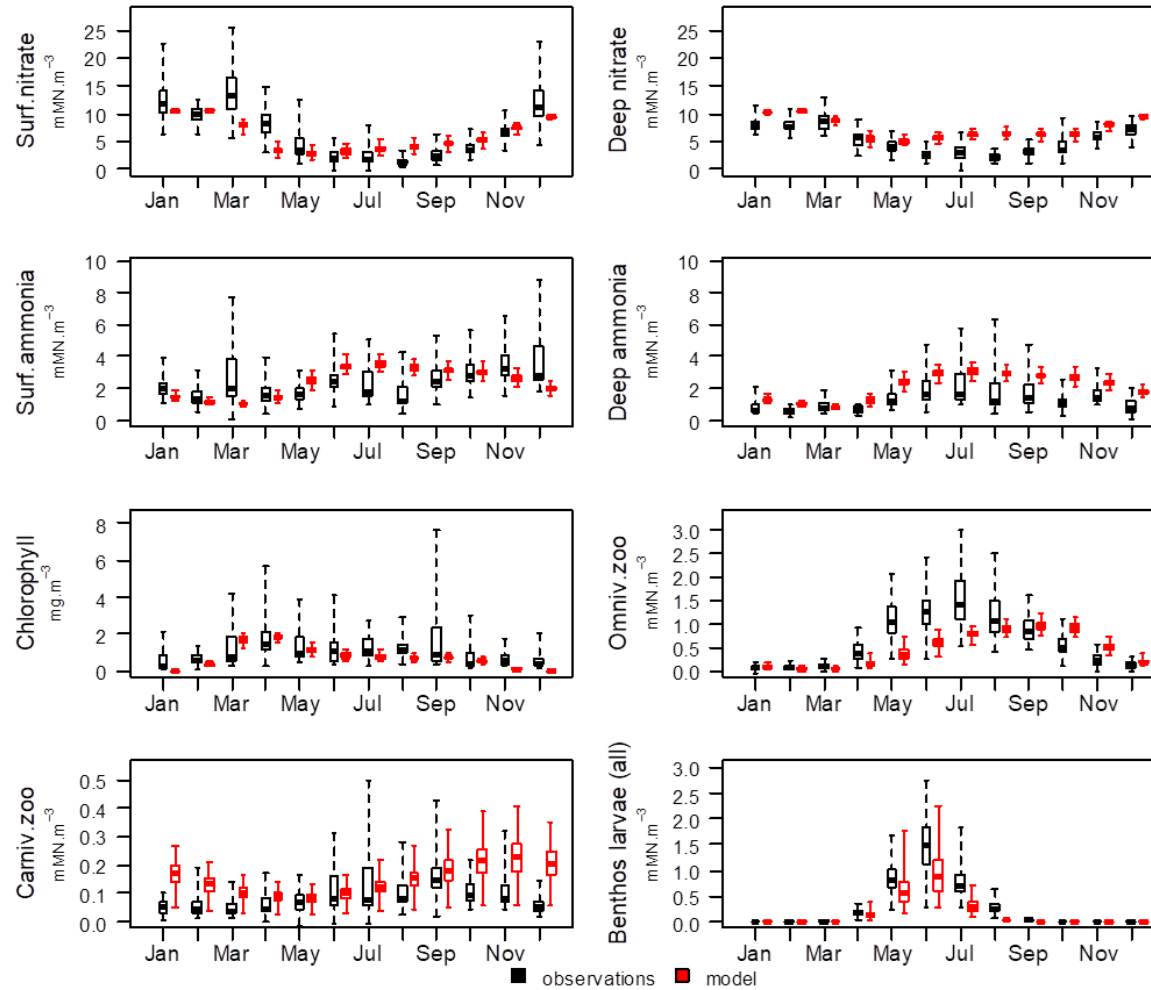 Surf.nitrate
mMN.m⁻³
25
20
15
10
5
0
Jan Mar May Jul Sep Nov
Deep nitrate
mMN.m⁻³
25
20
15
10
5
0
Jan Mar May Jul Sep Nov
Surf.ammonia
mMN.m⁻³
10
8
6
4
2
0
Jan Mar May Jul Sep Nov
Deep ammonia
mMN.m⁻³
10
8
6
4
2
0
Jan Mar May Jul Sep Nov
Chlorophyll
mg.m⁻³
8
6
4
2
0
Jan Mar May Jul Sep Nov
Omniv.zoo
mMN.m⁻³
3.0
2.5
2.0
1.5
1.0
0.5
0.0
Jan Mar May Jul Sep Nov
Carniv.zoo
mMN.m⁻³
0.5
0.4
0.3
0.2
0.1
0.0
Jan Mar May Jul Sep Nov
Benthos larvae (all)
mMN.m⁻³
3.0
2.5
2.0
1.5
1.0
0.5
0.0
Jan Mar May Jul Sep Nov
observations model